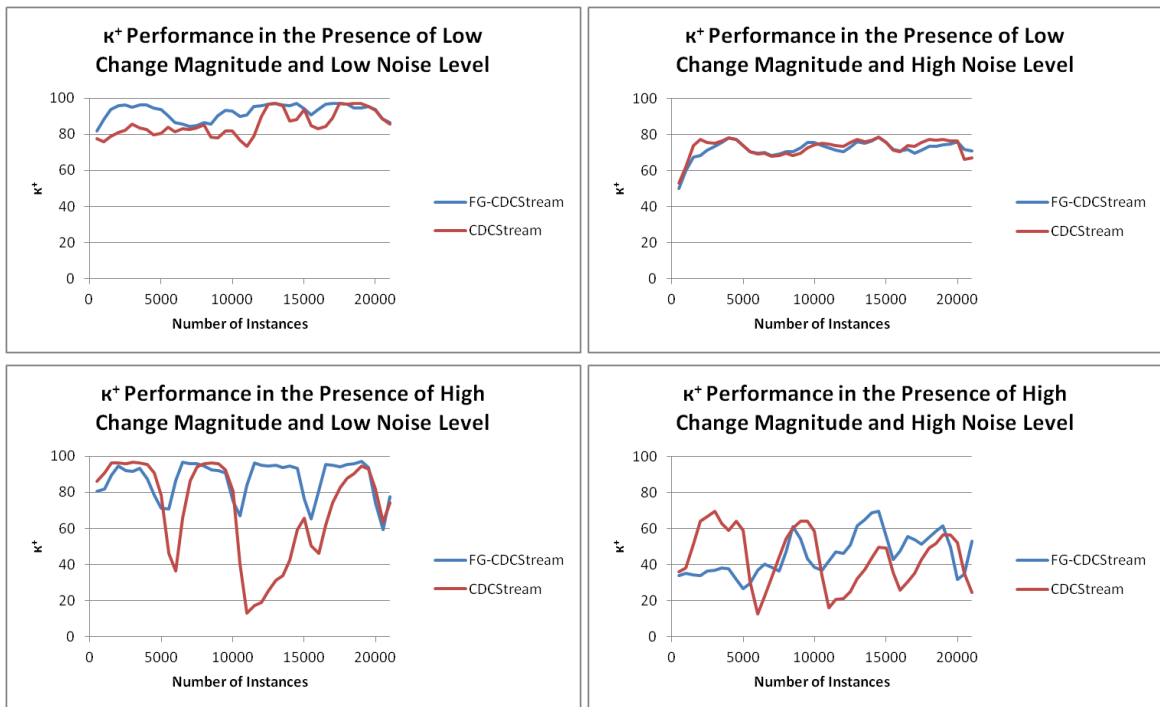 κ⁺ Performance in the Presence of Low
Change Magnitude and Low Noise Level
100
80
60
40
20
0
κ⁺
0 5000 10000 15000 20000
Number of Instances
FG-CDCStream
CDCStream
κ⁺ Performance in the Presence of Low
Change Magnitude and High Noise Level
100
80
60
40
20
0
κ⁺
0 5000 10000 15000 20000
Number of Instances
FG-CDCStream
CDCStream
κ⁺ Performance in the Presence of High
Change Magnitude and Low Noise Level
100
80
60
40
20
0
κ⁺
0 5000 10000 15000 20000
Number of Instances
FG-CDCStream
CDCStream
κ⁺ Performance in the Presence of High
Change Magnitude and High Noise Level
100
80
60
40
20
0
κ⁺
0 5000 10000 15000 20000
Number of Instances
FG-CDCStream
CDCStream